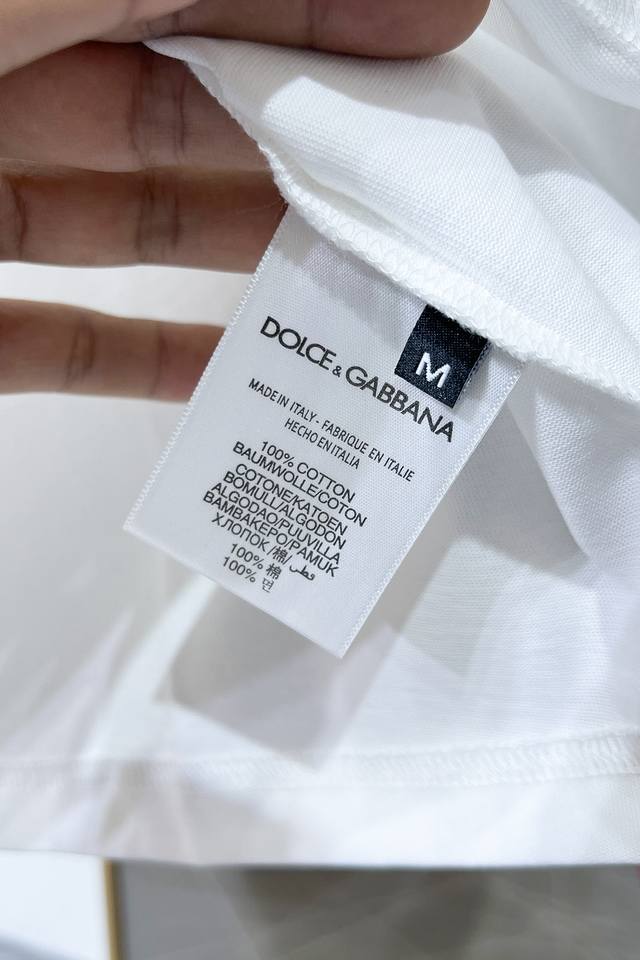 DOLCE & GABBANA
M
MADE IN ITALY - FABRIQUE EN ITALIE
HECHO EN ITALIA
100% COTTON
BAUMWOLLE/COTON
COTONE/KATOEN
BOMULL/ALGODON
ALGODAO/PUUVILLA
BAMBAKEPO/PAMUK
ХЛОПОК/棉/قطن
100% 棉
100% 면